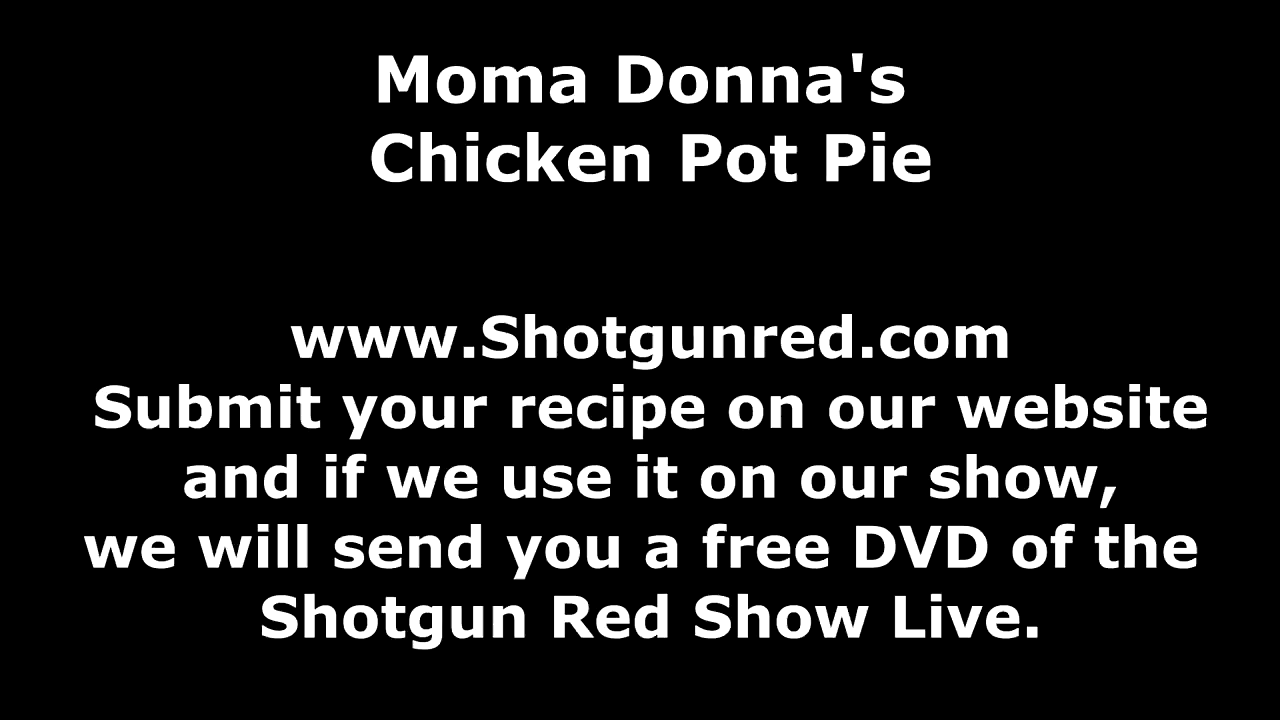 Moma Donna's
Chicken Pot Pie
www.Shotgunred.com
Submit your recipe on our website
and if we use it on our show,
we will send you a free DVD of the
Shotgun Red Show Live.